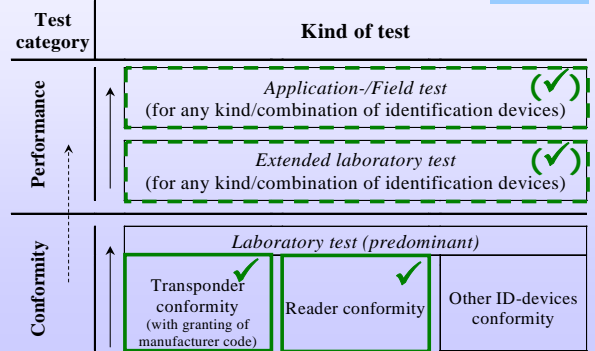 Test
category
Kind of test
Performance
Application-/Field test
(✓)
(for any kind/combination of identification devices)
Extended laboratory test
(✓)
(for any kind/combination of identification devices)
Conformity
Laboratory test (predominant)
✓
Transponder
conformity
(with granting of
manufacturer code)
✓
Reader conformity
Other ID-devices
conformity